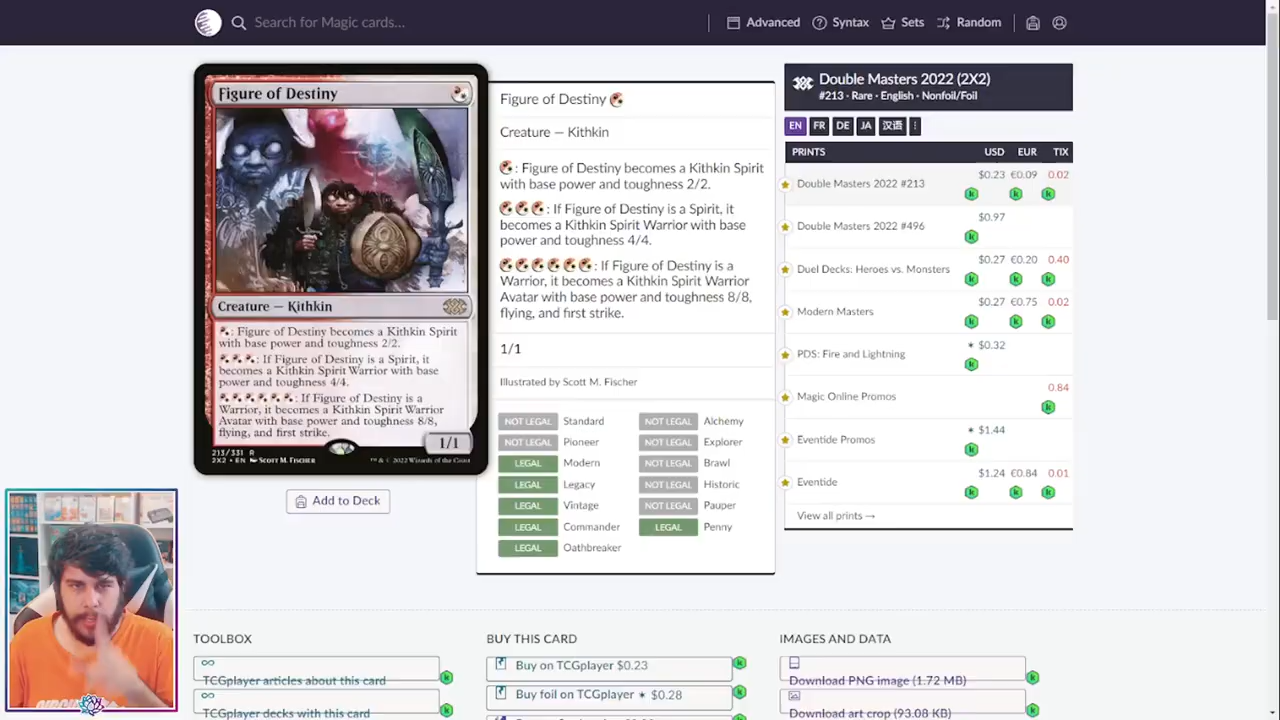 Search for Magic cards...
Advanced
Syntax
Sets
Random
Figure of Destiny
Creature — Kithkin
: Figure of Destiny becomes a Kithkin Spirit
with base power and toughness 2/2.
: If Figure of Destiny is a Spirit, it
becomes a Kithkin Spirit Warrior with base
power and toughness 4/4.
: If Figure of Destiny is a
Warrior, it becomes a Kithkin Spirit Warrior
Avatar with base power and toughness 8/8,
flying, and first strike.
213/331 R
2X2 • EN SCOTT M. FISCHER
™ & © 2022 Wizards of the Coast
1/1
Add to Deck
Figure of Destiny
Creature — Kithkin
: Figure of Destiny becomes a Kithkin Spirit
with base power and toughness 2/2.
: If Figure of Destiny is a Spirit, it
becomes a Kithkin Spirit Warrior with base
power and toughness 4/4.
: If Figure of Destiny is a
Warrior, it becomes a Kithkin Spirit Warrior
Avatar with base power and toughness 8/8,
flying, and first strike.
1/1
Illustrated by Scott M. Fischer
NOT LEGAL Standard NOT LEGAL Alchemy
NOT LEGAL Pioneer NOT LEGAL Explorer
LEGAL Modern NOT LEGAL Brawl
LEGAL Legacy NOT LEGAL Historic
LEGAL Vintage NOT LEGAL Pauper
LEGAL Commander LEGAL Penny
LEGAL Oathbreaker
Double Masters 2022 (2X2)
#213 • Rare • English • Nonfoil/Foil
EN FR DE JA 汉语
PRINTS USD EUR TIX
Double Masters 2022 #213 $0.23 €0.09 0.02
Double Masters 2022 #496 $0.97
Duel Decks: Heroes vs. Monsters $0.27 €0.20 0.40
Modern Masters $0.27 €0.75 0.02
PDS: Fire and Lightning $0.32
Magic Online Promos 0.84
Eventide Promos $1.44
Eventide $1.24 €0.84 0.01
View all prints →
TOOLBOX
TCGplayer articles about this card
TCGplayer decks with this card
BUY THIS CARD
Buy on TCGplayer $0.23
Buy foil on TCGplayer $0.28
IMAGES AND DATA
Download PNG image (1.72 MB)
Download art crop (93.08 KB)